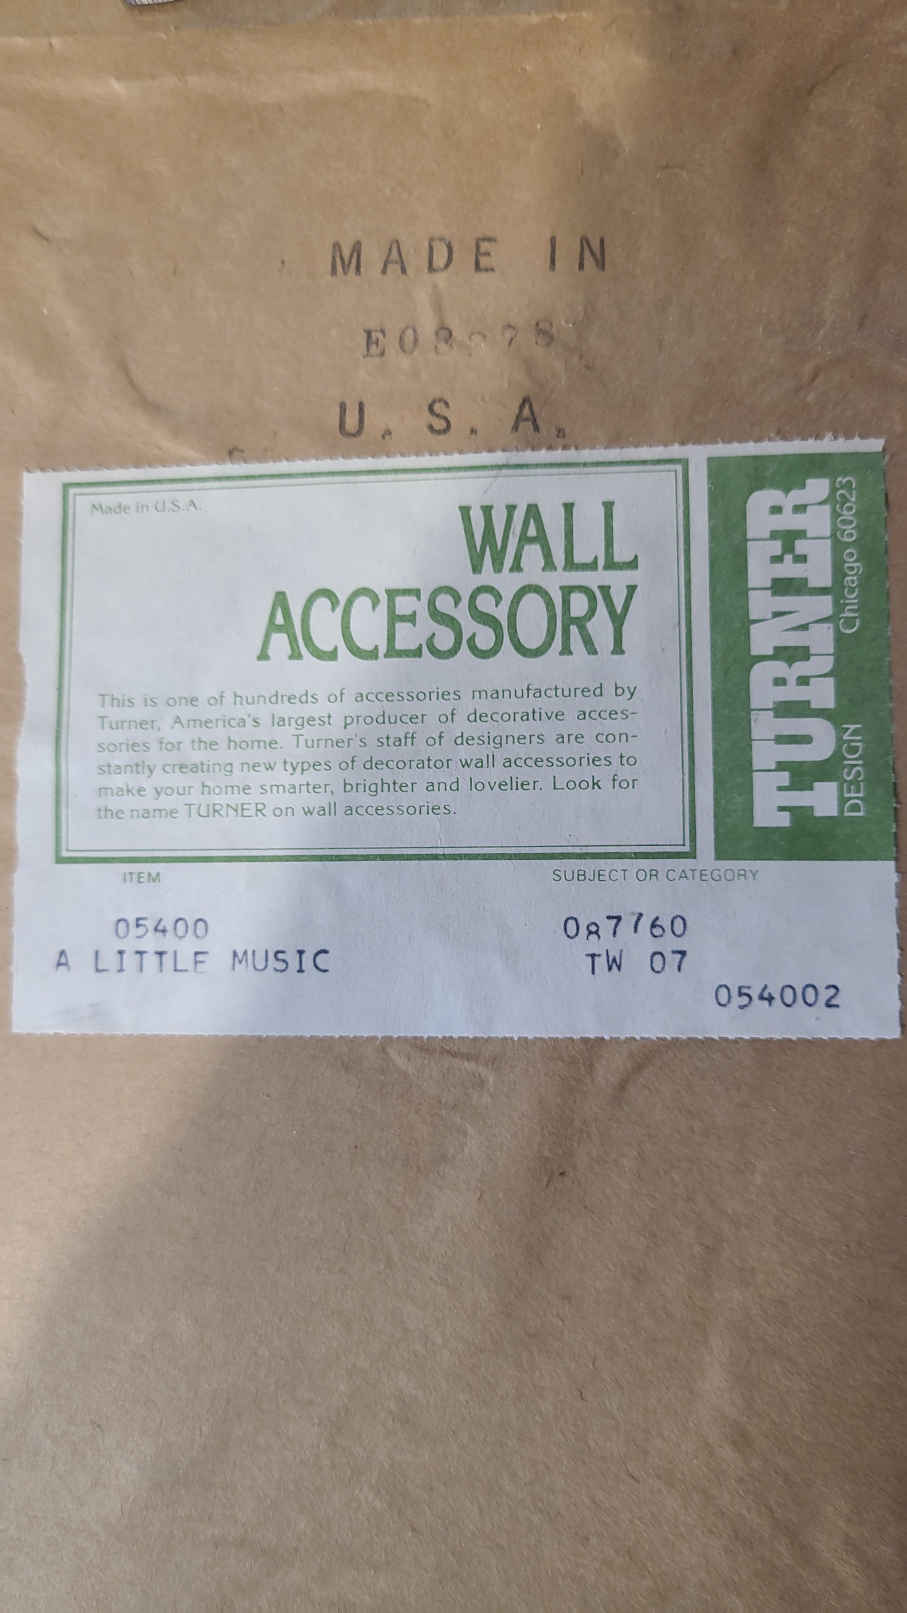 MADE IN
U. S. A.
Made in U.S.A.
WALL
ACCESSORY
This is one of hundreds of accessories manufactured by
Turner, America's largest producer of decorative acces-
sories for the home. Turner's staff of designers are con-
stantly creating new types of decorator wall accessories to
make your home smarter, brighter and lovelier. Look for
the name TURNER on wall accessories.
TURNER
DESIGN Chicago 60623
ITEM
SUBJECT OR CATEGORY
05400
087760
A LITTLE MUSIC
TW 07
054002